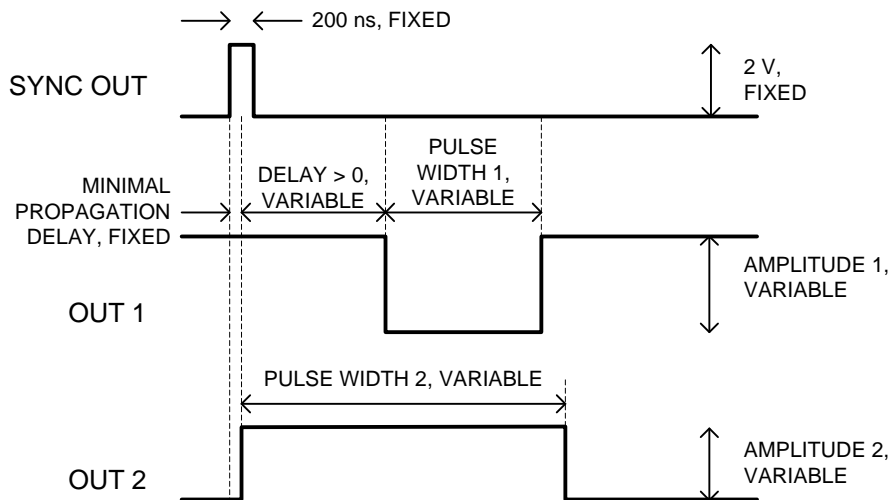 200 ns, FIXED
SYNC OUT
2 V,
FIXED
PULSE
WIDTH 1,
VARIABLE
DELAY > 0,
VARIABLE
MINIMAL
PROPAGATION
DELAY, FIXED
AMPLITUDE 1,
VARIABLE
OUT 1
PULSE WIDTH 2, VARIABLE
AMPLITUDE 2,
VARIABLE
OUT 2